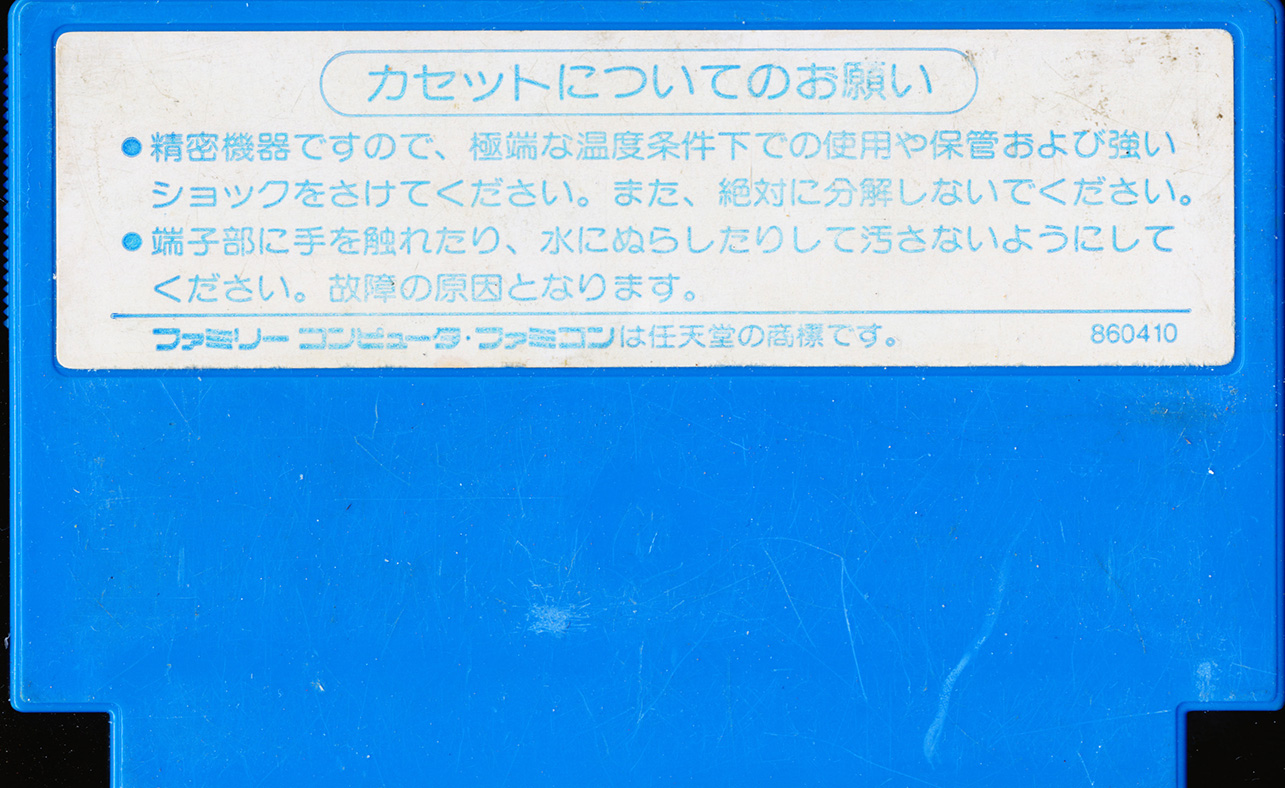 カセットについてのお願い
●精密機器ですので、極端な温度条件下での使用や保管および強い
ショックをさけてください。また、絶対に分解しないでください。
●端子部に手を触れたり、水にぬらしたりして汚さないようにして
ください。故障の原因となります。
ファミリーコンピュータ・ファミコンは任天堂の商標です。 860410